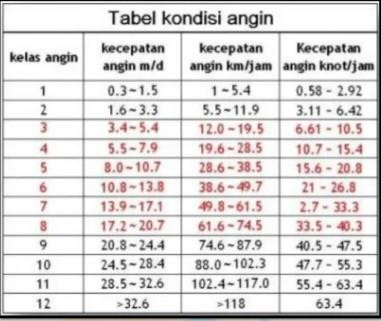 Tabel kondisi angin
kelas angin kecepatan angin m/d kecepatan angin km/jam Kecepatan angin knot/jam
1 0.3~1.5 1~5.4 0.58 - 2.92
2 1.6~3.3 5.5~11.9 3.11 - 6.42
3 3.4~5.4 12.0~19.5 6.61 - 10.5
4 5.5~7.9 19.6~28.5 10.7 - 15.4
5 8.0~10.7 28.6~38.5 15.6 - 20.8
6 10.8~13.8 38.6~49.7 21 - 26.8
7 13.9~17.1 49.8~61.5 2.7 - 33.3
8 17.2~20.7 61.6~74.5 33.5 - 40.3
9 20.8~24.4 74.6~87.9 40.5 - 47.5
10 24.5~28.4 88.0~102.3 47.7 - 55.3
11 28.5~32.6 102.4~117.0 55.4 - 63.4
12 >32.6 >118 63.4